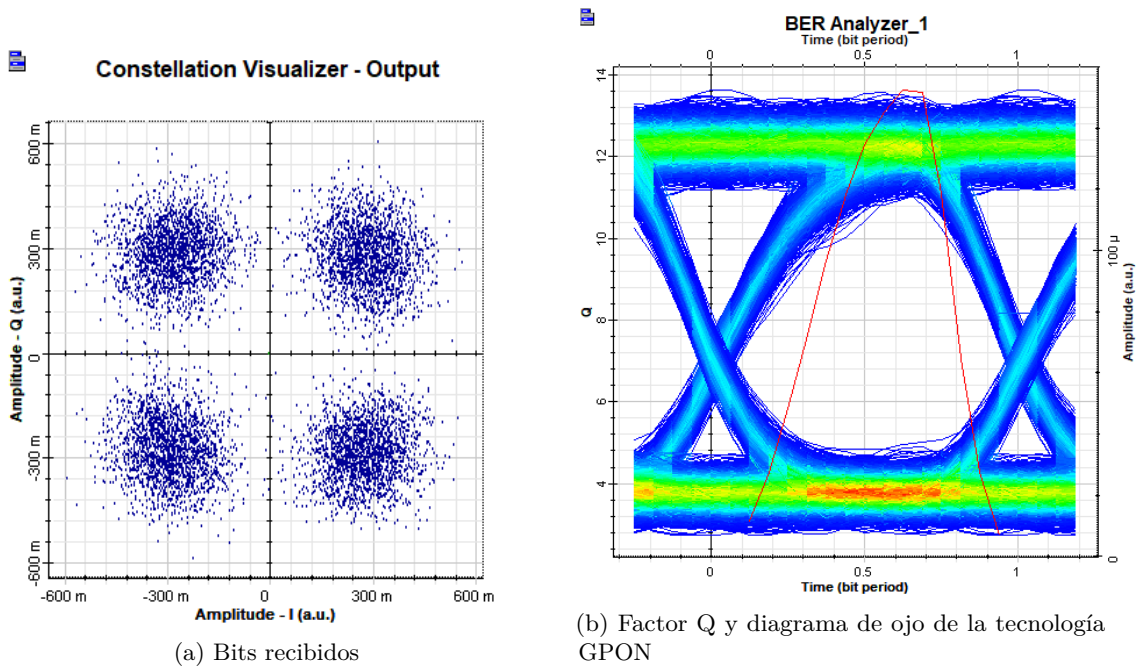 Constellation Visualizer - Output
Amplitude - Q (a.u.)
600 m
300 m
0
-300 m
-600 m
-600 m -300 m 0 300 m 600 m
Amplitude - I (a.u.)
(a) Bits recibidos
BER Analyzer_1
Time (bit period)
0 0.5 1
Q
14
12
10
8
6
4
100 µ
0
Amplitude (a.u.)
0 0.5 1
Time (bit period)
(b) Factor Q y diagrama de ojo de la tecnología
GPON